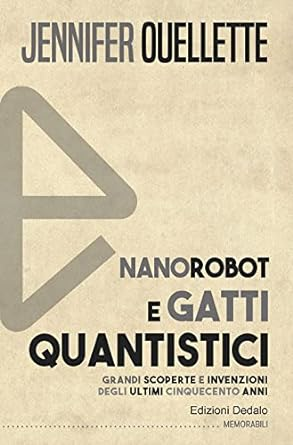 JENNIFER OUELLETTE
NANOROBOT
E GATTI
QUANTISTICI
GRANDI SCOPERTE E INVENZIONI
DEGLI ULTIMI CINQUECENTO ANNI
Edizioni Dedalo
MEMORABILI